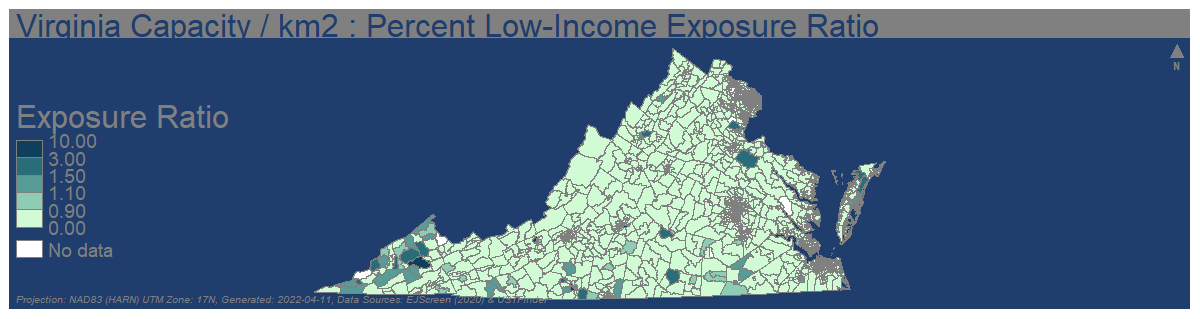 Virginia Capacity / km2 : Percent Low-Income Exposure Ratio
N
Exposure Ratio
10.00
3.00
1.50
1.10
0.90
0.00
No data
Projection: NAD83 (HARN) UTM Zone: 17N, Generated: 2022-04-11, Data Sources: EJScreen (2020) & USTFinder